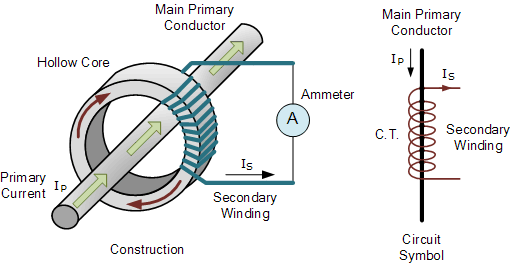 Main Primary
Conductor
Hollow Core
Ammeter
A
Primary
Current Ip
Is
Secondary
Winding
Construction
Main Primary
Conductor
Ip
Is
C.T.
Secondary
Winding
Circuit
Symbol